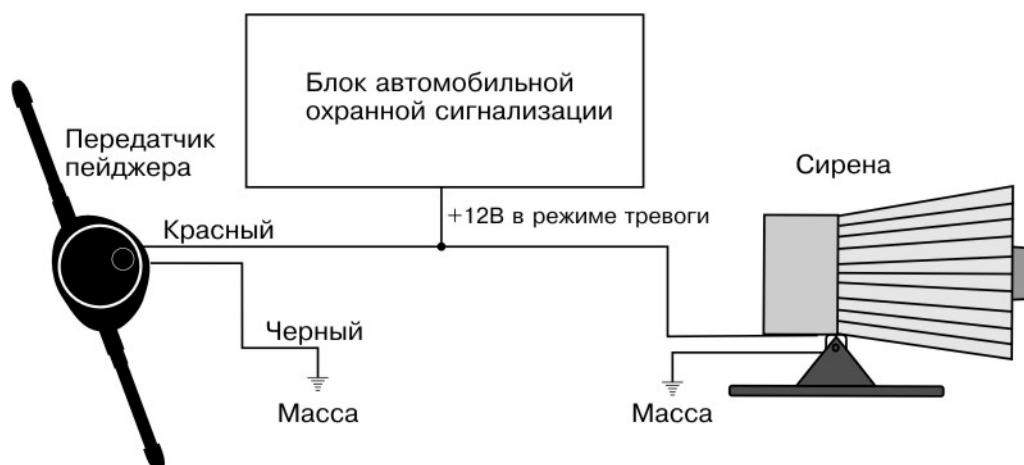 Блок автомобильной
охранной сигнализации
Передатчик
пейджера
Сирена
+12В в режиме тревоги
Красный
Черный
Масса
Масса